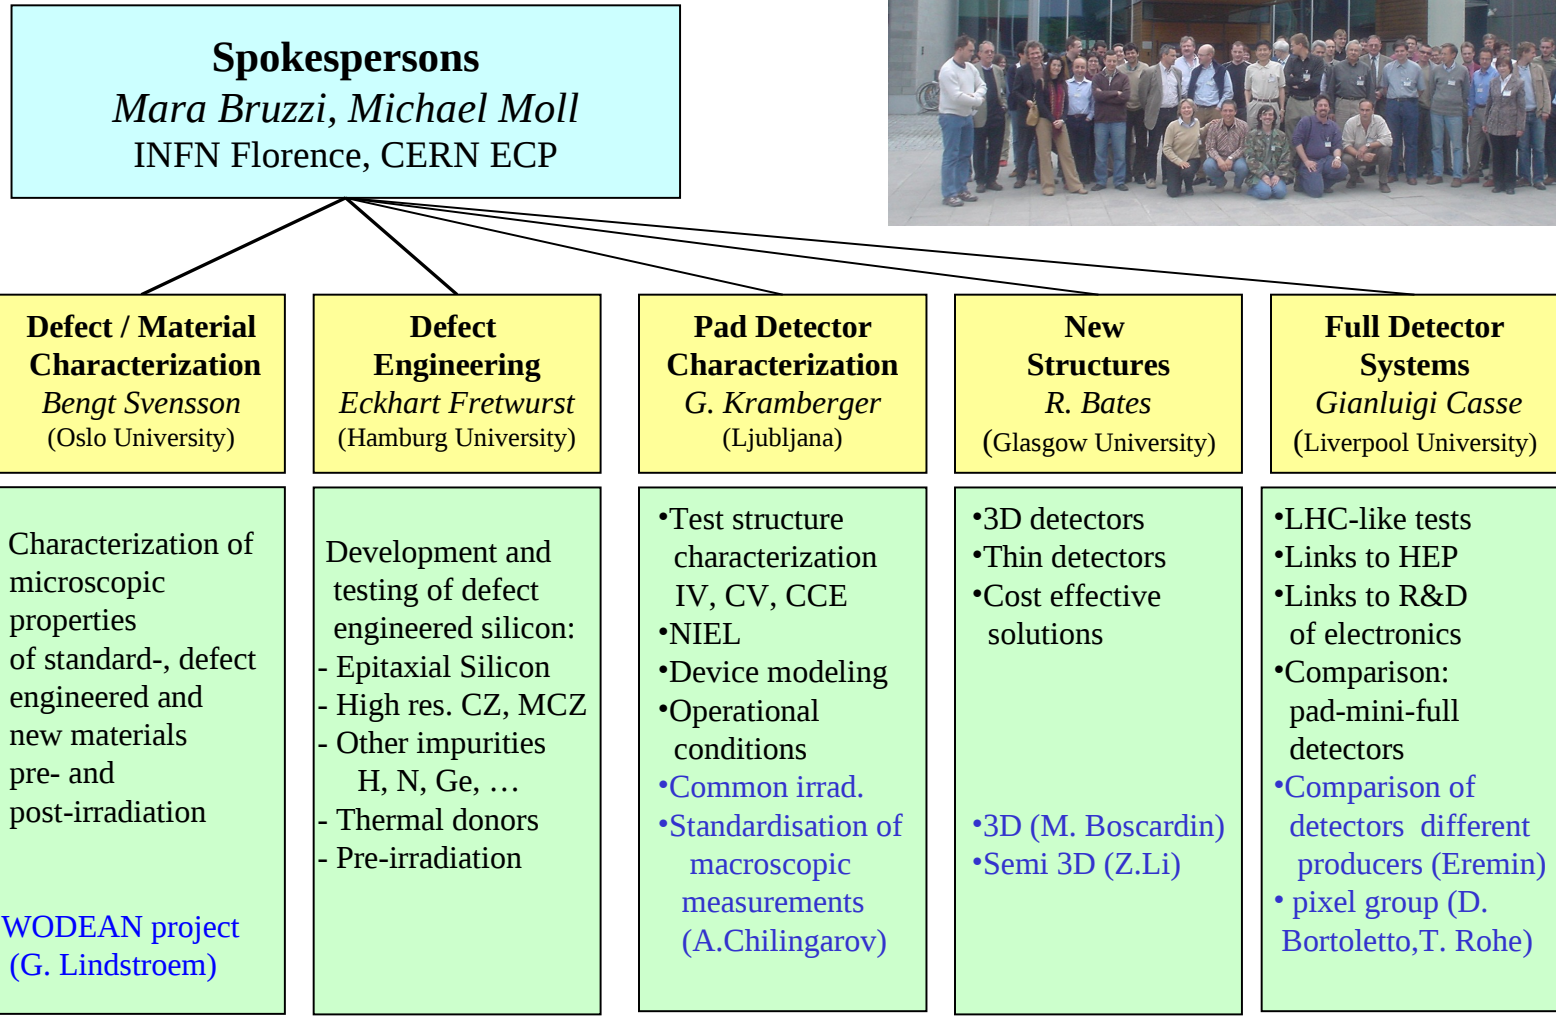 Spokespersons
Mara Bruzzi, Michael Moll
INFN Florence, CERN ECP
Defect / Material
Characterization
Bengt Svensson
(Oslo University)
Defect
Engineering
Eckhart Fretwurst
(Hamburg University)
Pad Detector
Characterization
G. Kramberger
(Ljubljana)
New
Structures
R. Bates
(Glasgow University)
Full Detector
Systems
Gianluigi Casse
(Liverpool University)
Characterization of
microscopic
properties
of standard-, defect
engineered and
new materials
pre- and
post-irradiation
WODEAN project
(G. Lindstroem)
Development and
testing of defect
engineered silicon:
- Epitaxial Silicon
- High res. CZ, MCZ
- Other impurities
H, N, Ge, …
- Thermal donors
- Pre-irradiation
•Test structure
characterization
IV, CV, CCE
•NIEL
•Device modeling
•Operational
conditions
•Common irrad.
•Standardisation of
macroscopic
measurements
(A.Chilingarov)
•3D detectors
•Thin detectors
•Cost effective
solutions
•3D (M. Boscardin)
•Semi 3D (Z.Li)
•LHC-like tests
•Links to HEP
•Links to R&D
of electronics
•Comparison:
pad-mini-full
detectors
•Comparison of
detectors different
producers (Eremin)
• pixel group (D.
Bortoletto,T. Rohe)